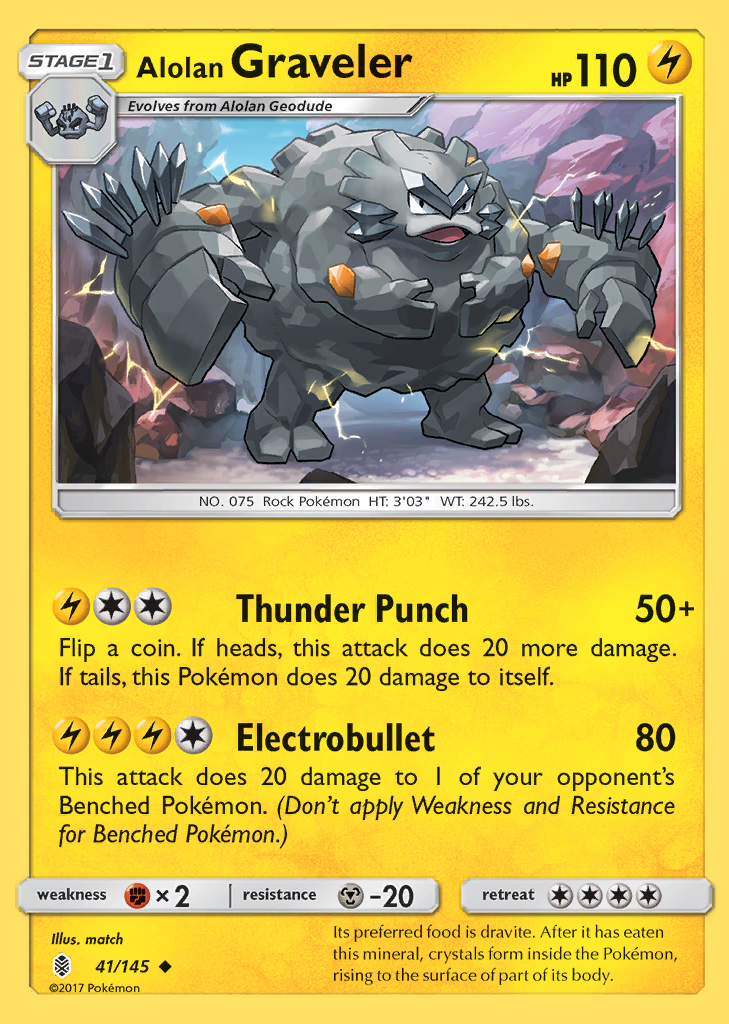 STAGE1
Alolan Graveler
HP110
Evolves from Alolan Geodude
NO. 075 Rock Pokémon HT: 3'03" WT: 242.5 lbs.
Thunder Punch 50+
Flip a coin. If heads, this attack does 20 more damage.
If tails, this Pokémon does 20 damage to itself.
Electrobullet 80
This attack does 20 damage to 1 of your opponent's
Benched Pokémon. (Don't apply Weakness and Resistance
for Benched Pokémon.)
weakness ×2 resistance -20 retreat
Illus. match
41/145
©2017 Pokémon
Its preferred food is dravite. After it has eaten
this mineral, crystals form inside the Pokémon,
rising to the surface of part of its body.